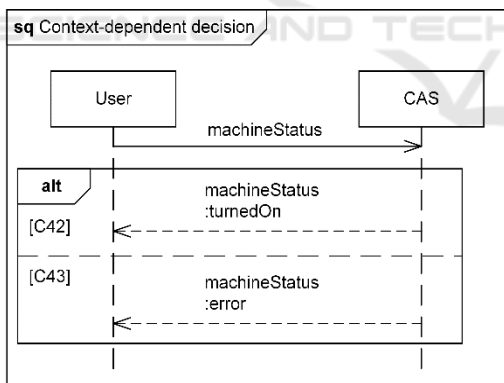 sq Context-dependent decision
User
CAS
machineStatus
alt
[C42]
machineStatus
:turnedOn
[C43]
machineStatus
:error